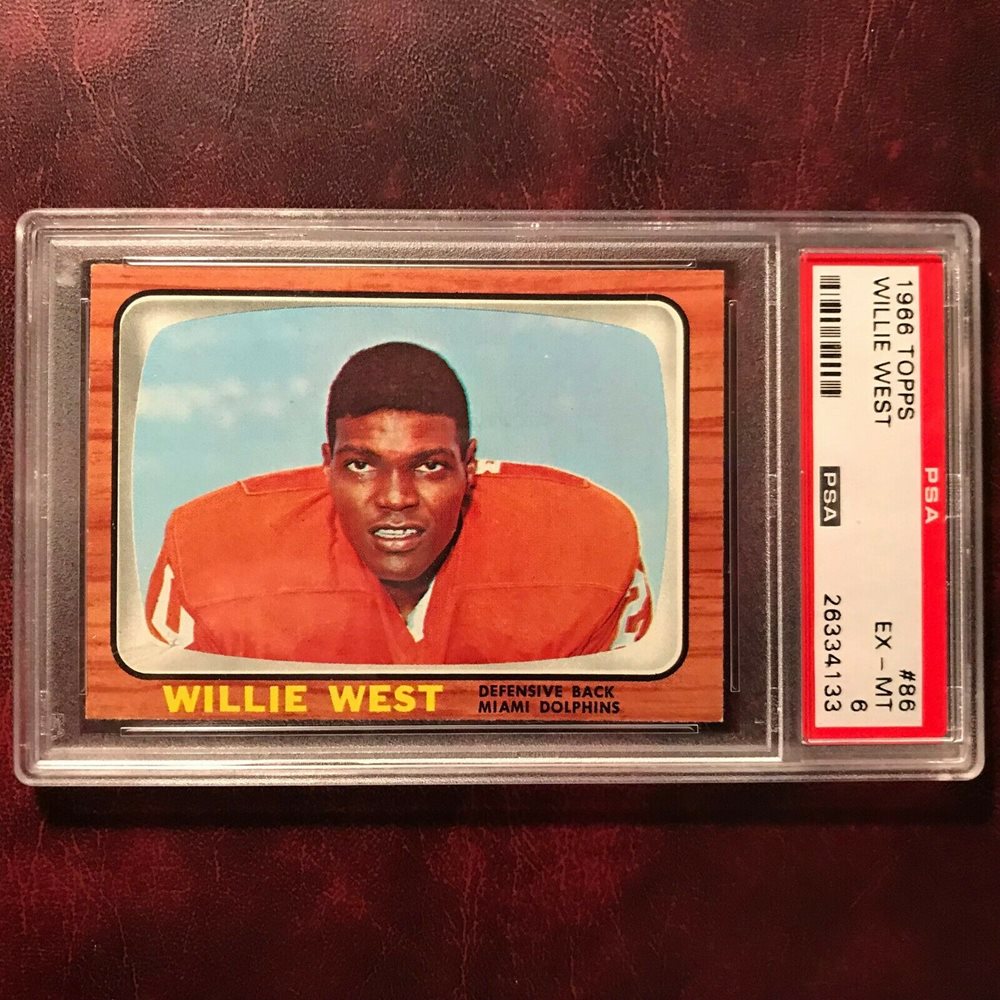 WILLIE WEST
DEFENSIVE BACK
MIAMI DOLPHINS
PSA
1966 TOPPS #86
WILLIE WEST EX - MT
6
PSA 26334133